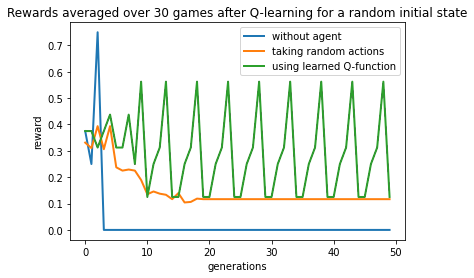 Rewards averaged over 30 games after Q-learning for a random initial state
without agent
taking random actions
using learned Q-function
reward
0.7
0.6
0.5
0.4
0.3
0.2
0.1
0.0
0 10 20 30 40 50
generations